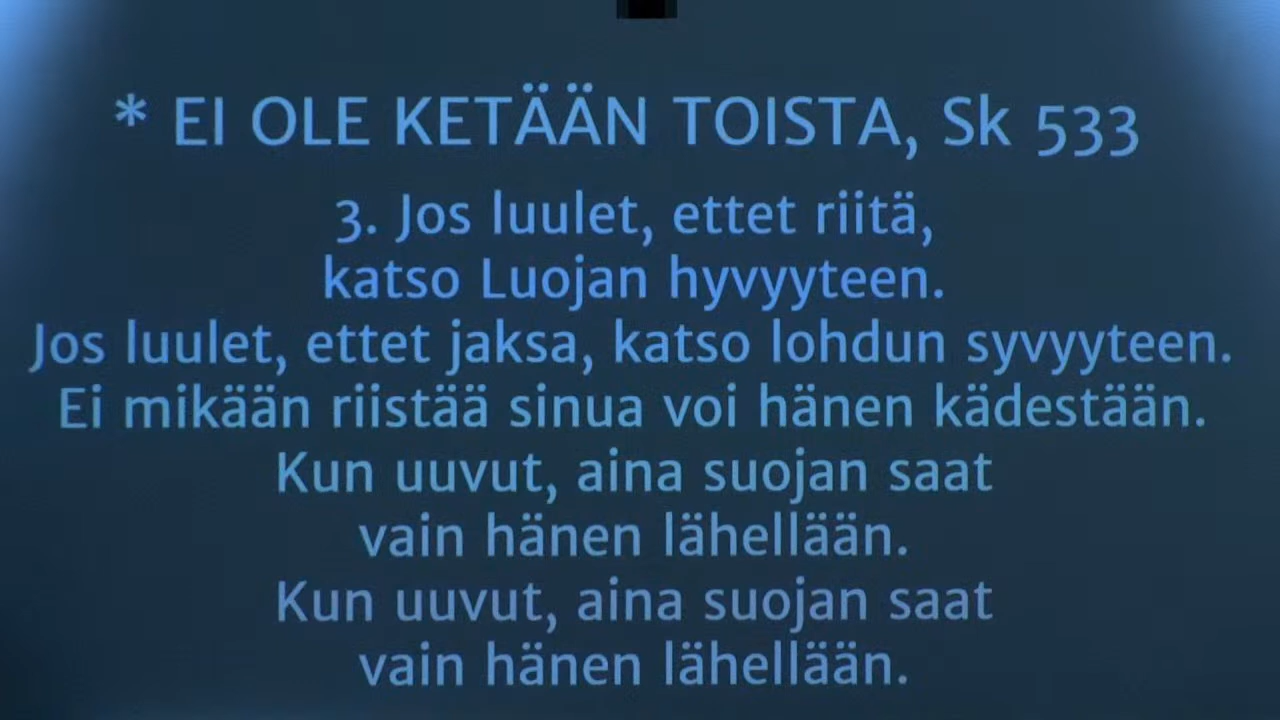 * EI OLE KETÄÄN TOISTA, Sk 533
3. Jos luulet, ettet riitä,
katso Luojan hyvyyteen.
Jos luulet, ettet jaksa, katso lohdun syvyyteen.
Ei mikään riistää sinua voi hänen kädestään.
Kun uuvut, aina suojan saat
vain hänen lähellään.
Kun uuvut, aina suojan saat
vain hänen lähellään.